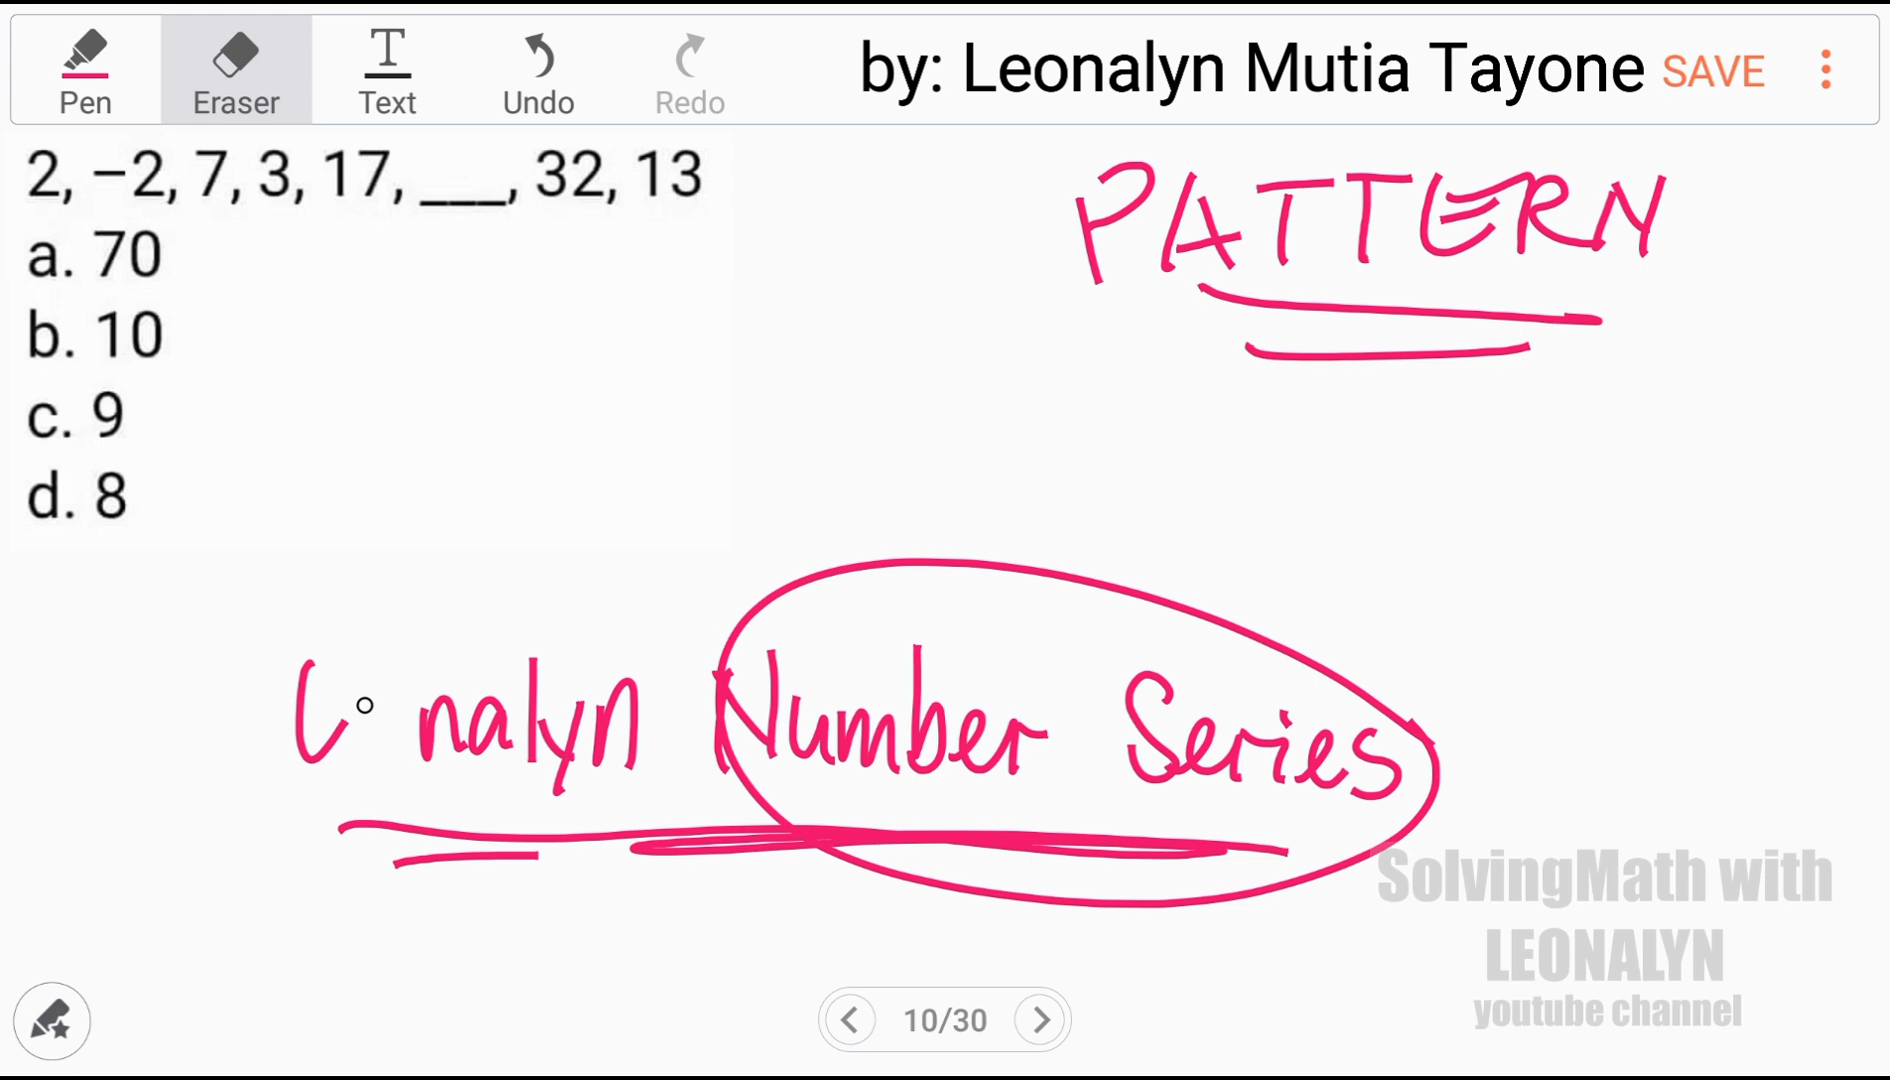 Pen
Eraser
Text
Undo
Redo
by: Leonalyn Mutia Tayone
SAVE
2, −2, 7, 3, 17, ___, 32, 13
a. 70
b. 10
c. 9
d. 8
PATTERN
nalyn Number Series
SolvingMath with
LEONALYN
youtube channel
10/30